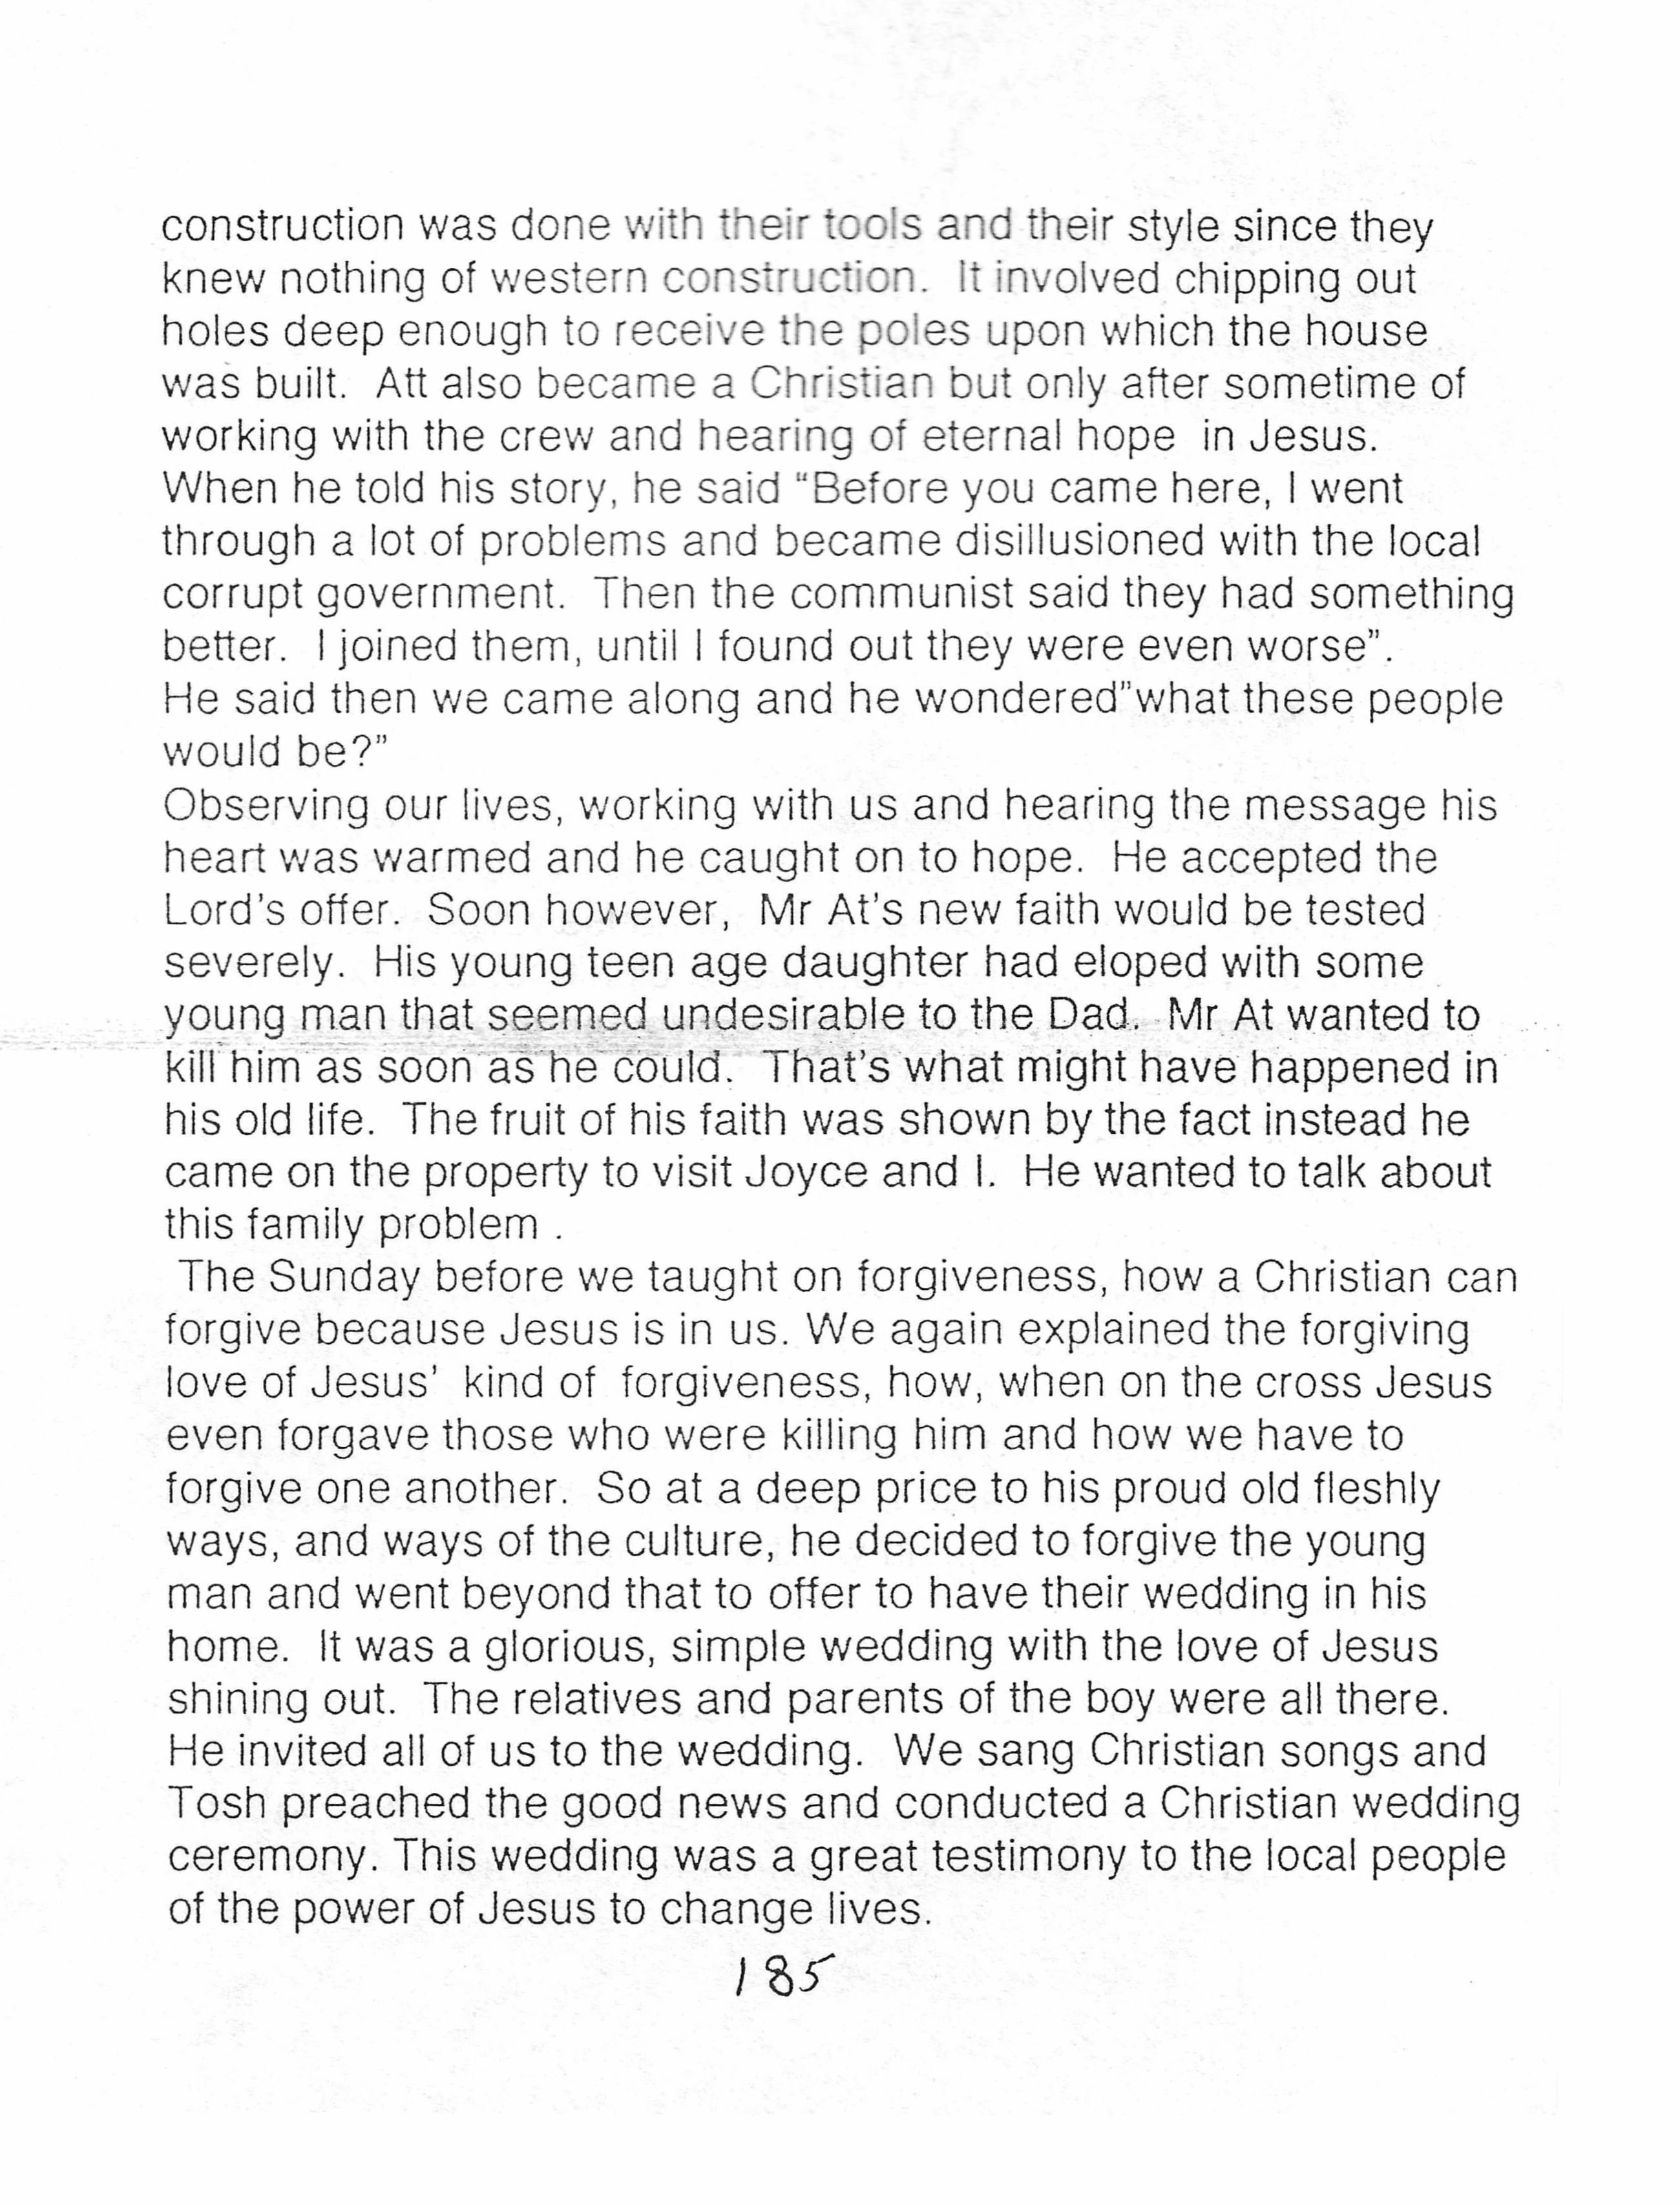 construction was done with their tools and their style since they
knew nothing of western construction.  It involved chipping out
holes deep enough to receive the poles upon which the house
was built.  Att also became a Christian but only after sometime of
working with the crew and hearing of eternal hope  in Jesus.
When he told his story, he said “Before you came here, I went
through a lot of problems and became disillusioned with the local
corrupt government.  Then the communist said they had something
better.  I joined them, until I found out they were even worse”.
He said then we came along and he wondered”what these people
would be?”
Observing our lives, working with us and hearing the message his
heart was warmed and he caught on to hope.  He accepted the
Lord’s offer.  Soon however,  Mr At’s new faith would be tested
severely.  His young teen age daughter had eloped with some
young man that seemed undesirable to the Dad.  Mr At wanted to
kill him as soon as he could.  That’s what might have happened in
his old life.  The fruit of his faith was shown by the fact instead he
came on the property to visit Joyce and I.  He wanted to talk about
this family problem .
The Sunday before we taught on forgiveness, how a Christian can
forgive because Jesus is in us. We again explained the forgiving
love of Jesus’  kind of  forgiveness, how, when on the cross Jesus
even forgave those who were killing him and how we have to
forgive one another.  So at a deep price to his proud old fleshly
ways, and ways of the culture, he decided to forgive the young
man and went beyond that to offer to have their wedding in his
home.  It was a glorious, simple wedding with the love of Jesus
shining out.  The relatives and parents of the boy were all there.
He invited all of us to the wedding.  We sang Christian songs and
Tosh preached the good news and conducted a Christian wedding
ceremony. This wedding was a great testimony to the local people
of the power of Jesus to change lives.
185